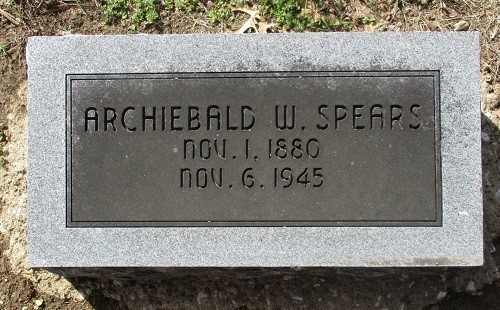 ARCHIEBALD W. SPEARS
NOV. 1. 1880
NOV. 6. 1945